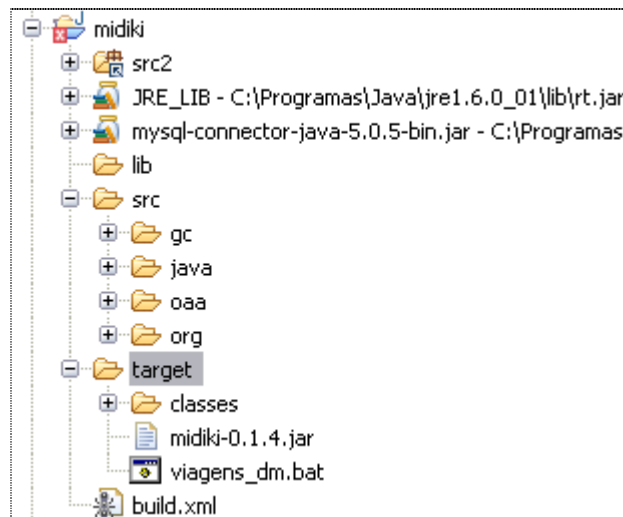 midiki
src2
JRE_LIB - C:\Programas\Java\jre1.6.0_01\lib\rt.jar
mysql-connector-java-5.0.5-bin.jar - C:\Programas
lib
src
gc
java
oaa
org
target
classes
midiki-0.1.4.jar
viagens_dm.bat
build.xml